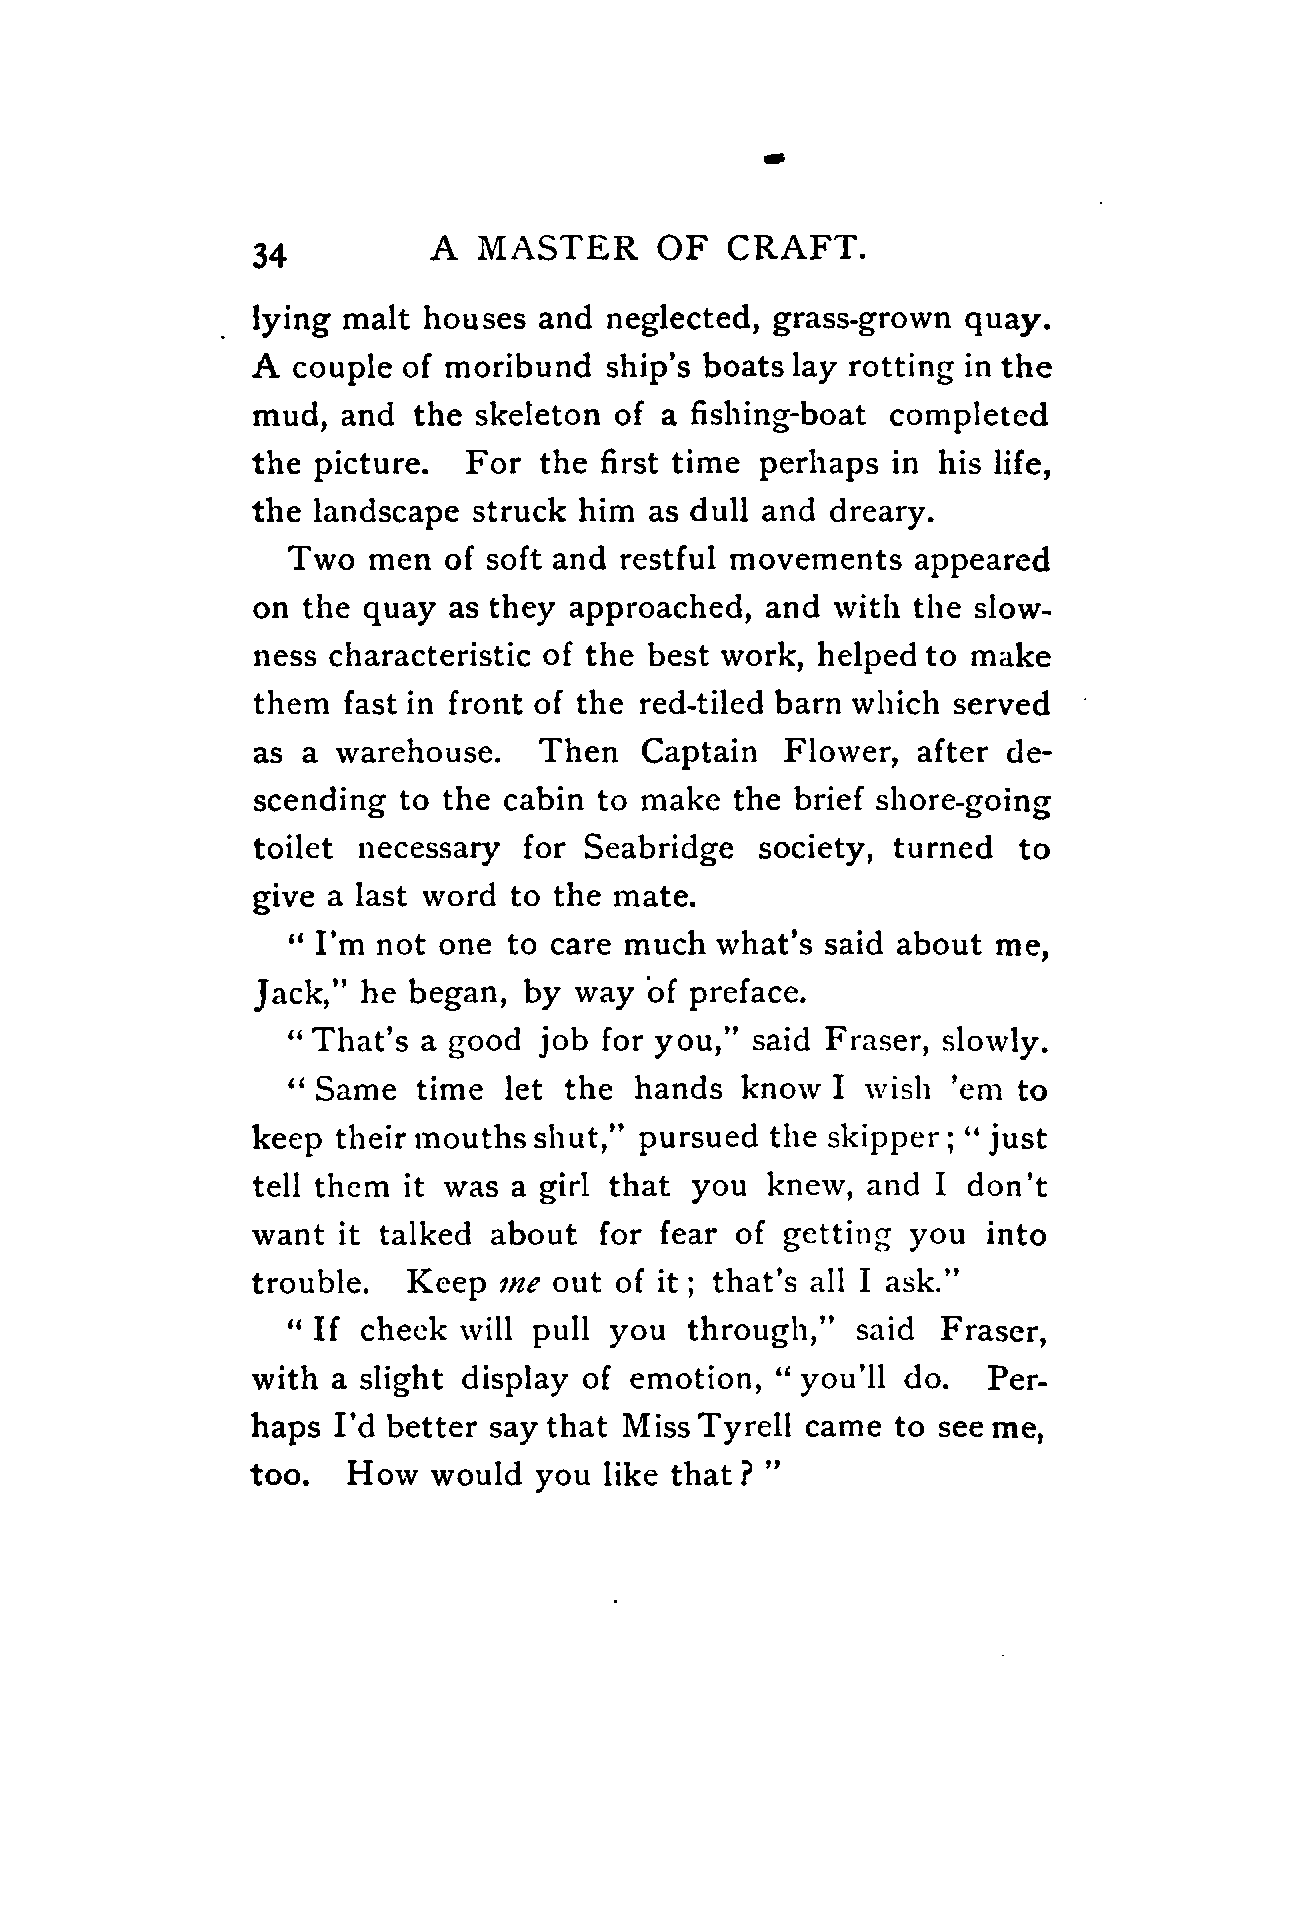 34 A MASTER OF CRAFT.
lying malt houses and neglected, grass-grown quay.
A couple of moribund ship's boats lay rotting in the
mud, and the skeleton of a fishing-boat completed
the picture. For the first time perhaps in his life,
the landscape struck him as dull and dreary.
Two men of soft and restful movements appeared
on the quay as they approached, and with the slow-
ness characteristic of the best work, helped to make
them fast in front of the red-tiled barn which served
as a warehouse. Then Captain Flower, after de-
scending to the cabin to make the brief shore-going
toilet necessary for Seabridge society, turned to
give a last word to the mate.
" I'm not one to care much what's said about me,
Jack," he began, by way of preface.
" That's a good job for you," said Fraser, slowly.
" Same time let the hands know I wish 'em to
keep their mouths shut," pursued the skipper ; " just
tell them it was a girl that you knew, and I don't
want it talked about for fear of getting you into
trouble. Keep me out of it ; that's all I ask."
" If cheek will pull you through," said Fraser,
with a slight display of emotion, " you'll do. Per-
haps I'd better say that Miss Tyrell came to see me,
too. How would you like that ? "